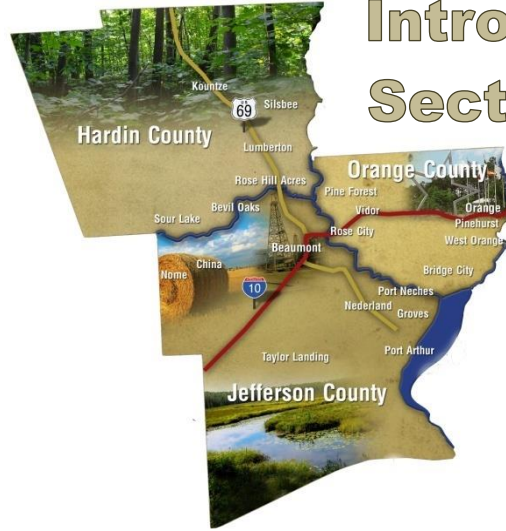 Intro
Sect
Kountze
69
Silsbee
Hardin County
Lumberton
Orange County
Rose Hill Acres
Pine Forest
Bevil Oaks
Vidor
Orange
Sour Lake
Rose City
Pinehurst
West Orange
Beaumont
China
Nome
Bridge City
10
Port Neches
Nederland
Groves
Port Arthur
Taylor Landing
Jefferson County